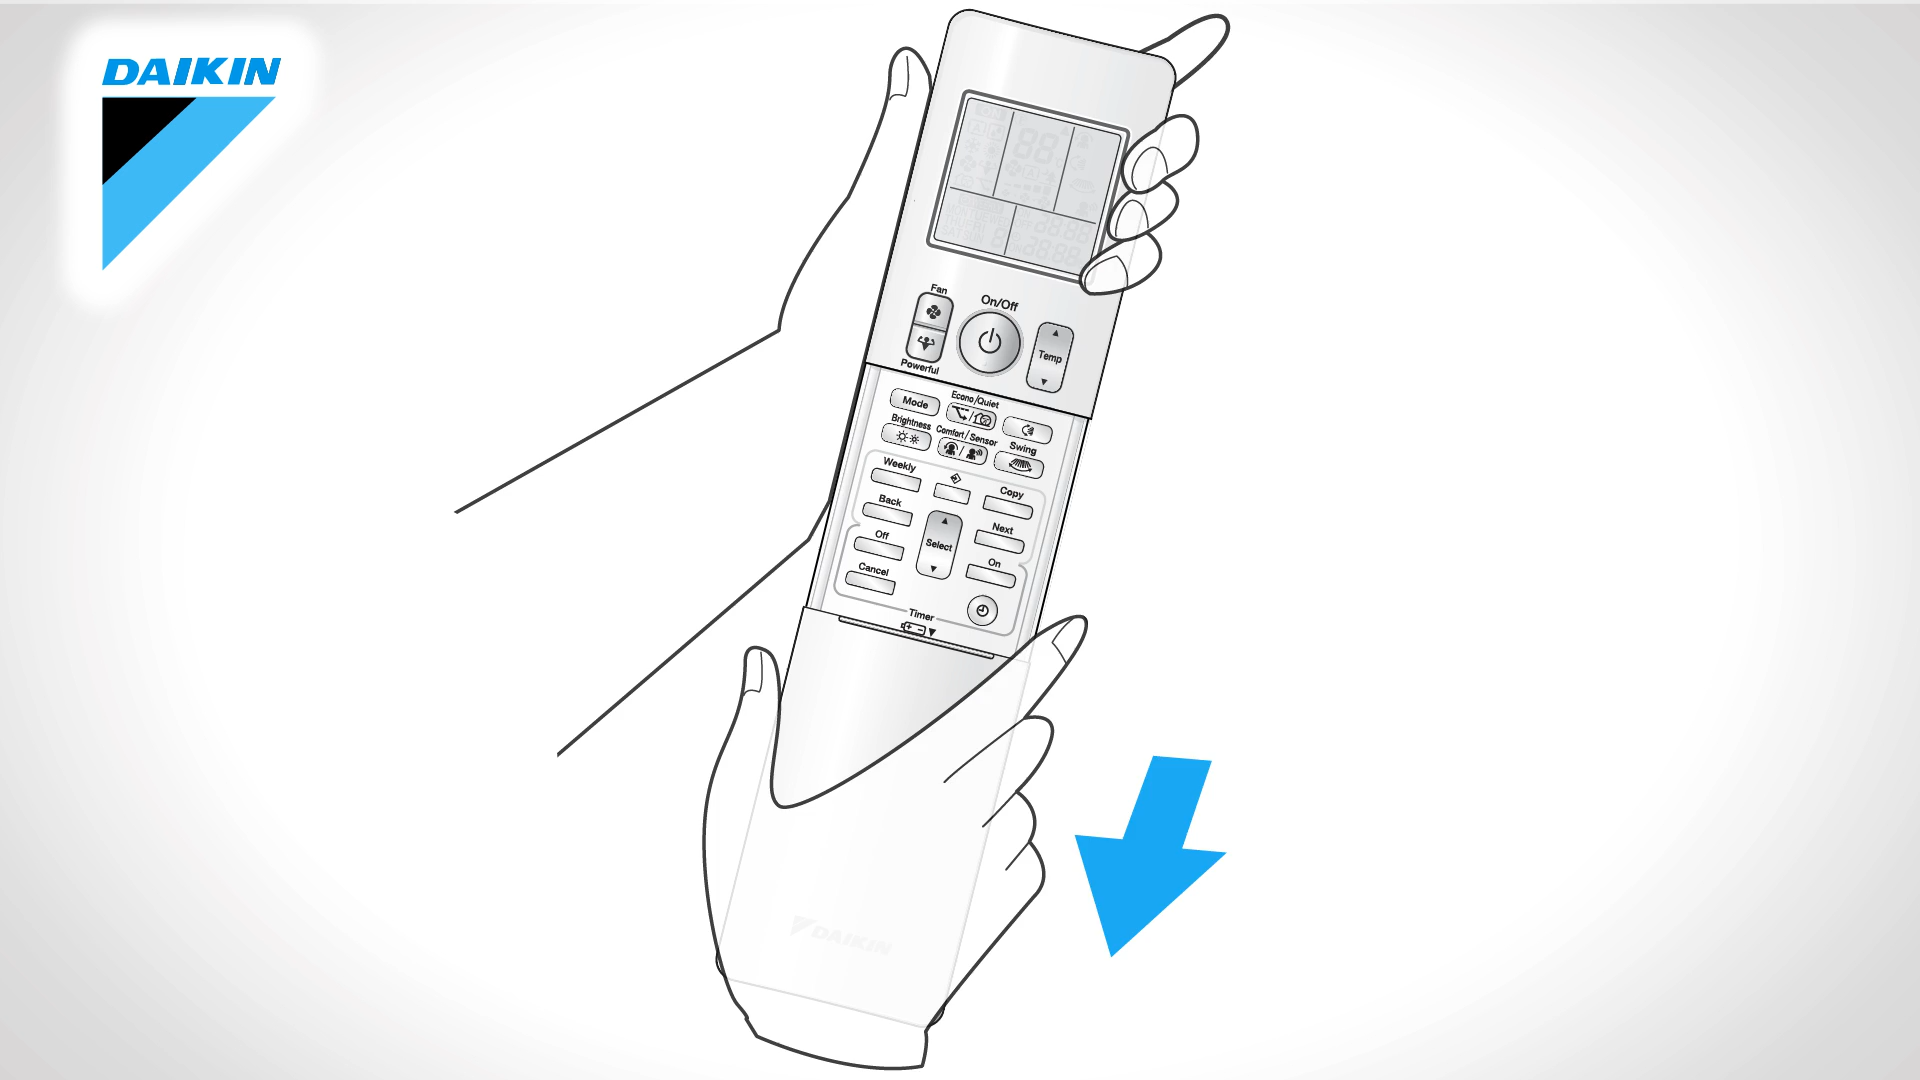 DAIKIN
88
Fan
On/Off
Temp
Powerful
Mode
Econo/Quiet
Brightness
Comfort/Sensor
Swing
Weekly
Copy
Back
Next
Select
Off
On
Cancel
Timer
DAIKIN